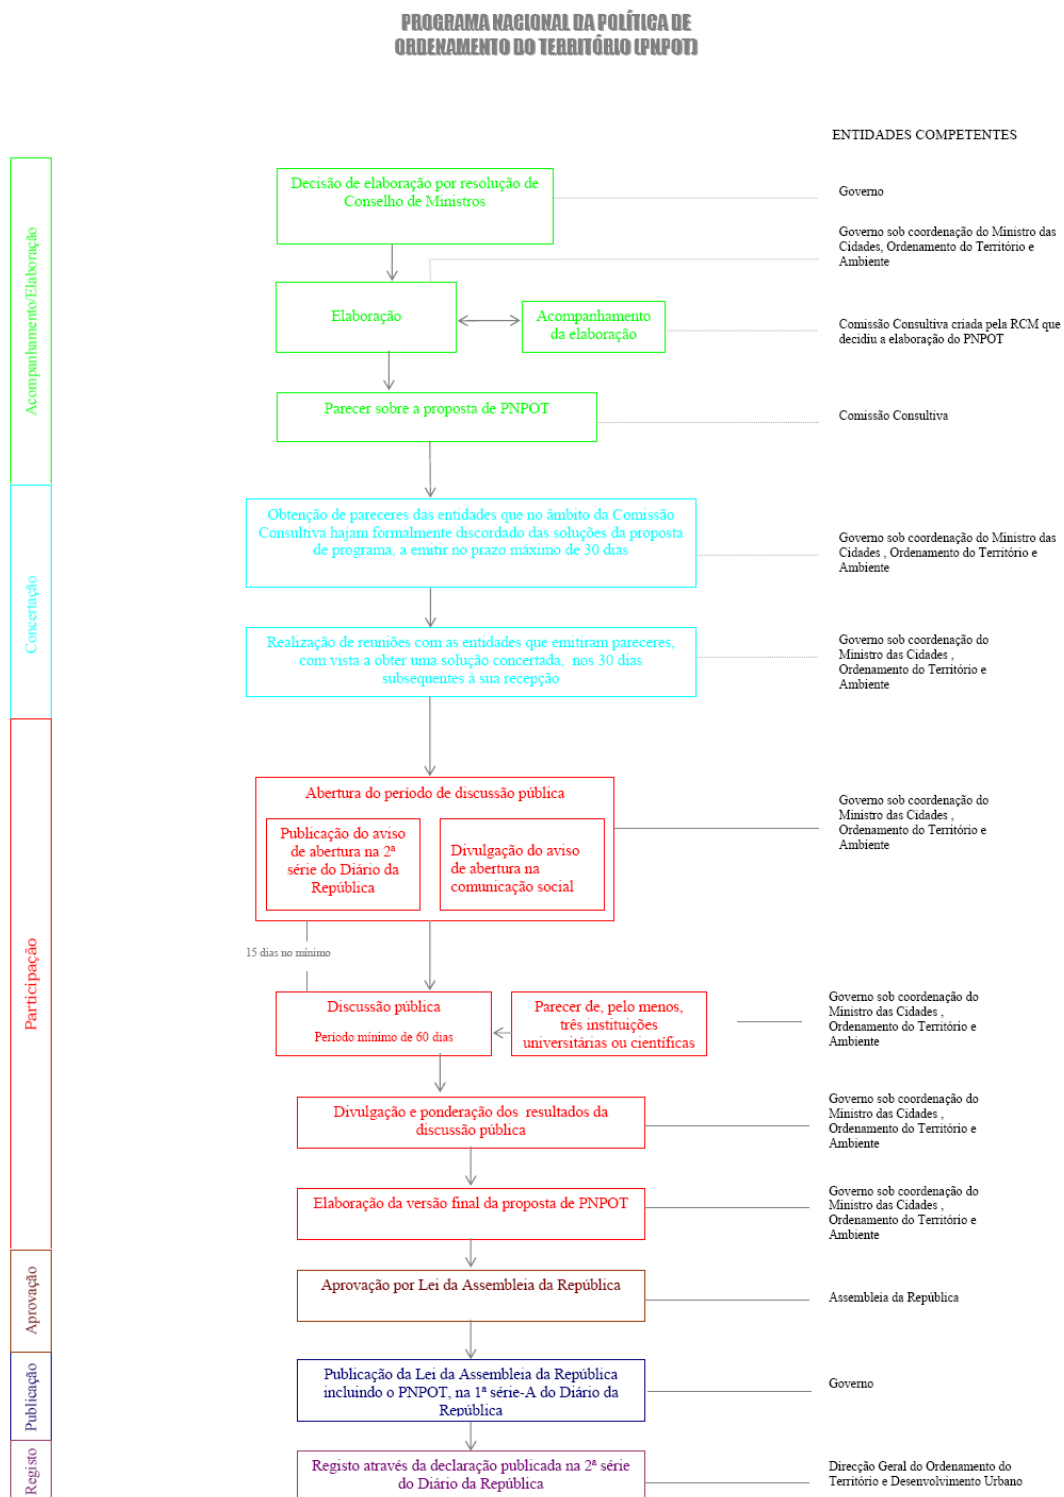 PROGRAMA NACIONAL DA POLÍTICA DE
ORDENAMENTO DO TERRITÓRIO (PNPOT)
ENTIDADES COMPETENTES
Acompanhamento/Elaboração
Decisão de elaboração por resolução de
Conselho de Ministros
Governo
Governo sob coordenação do Ministro das
Cidades, Ordenamento do Território e
Ambiente
Elaboração
Acompanhamento
da elaboração
Comissão Consultiva criada pela RCM que
decidiu a elaboração do PNPOT
Parecer sobre a proposta de PNPOT
Comissão Consultiva
Concertação
Obtenção de pareceres das entidades que no âmbito da Comissão
Consultiva hajam formalmente discordado das soluções da proposta
de programa, a emitir no prazo máximo de 30 dias
Governo sob coordenação do Ministro das
Cidades , Ordenamento do Território e
Ambiente
Realização de reuniões com as entidades que emitiram pareceres,
com vista a obter uma solução concertada, nos 30 dias
subsequentes à sua recepção
Governo sob coordenação do
Ministro das Cidades ,
Ordenamento do Território e
Ambiente
Participação
Abertura do período de discussão pública
Publicação do aviso
de abertura na 2ª
série do Diário da
República
Divulgação do aviso
de abertura na
comunicação social
Governo sob coordenação do
Ministro das Cidades ,
Ordenamento do Território e
Ambiente
15 dias no mínimo
Discussão pública
Período mínimo de 60 dias
Parecer de, pelo menos,
três instituições
universitárias ou científicas
Governo sob coordenação do
Ministro das Cidades ,
Ordenamento do Território e
Ambiente
Divulgação e ponderação dos resultados da
discussão pública
Governo sob coordenação do
Ministro das Cidades ,
Ordenamento do Território e
Ambiente
Elaboração da versão final da proposta de PNPOT
Governo sob coordenação do
Ministro das Cidades ,
Ordenamento do Território e
Ambiente
Aprovação
Aprovação por Lei da Assembleia da República
Assembleia da República
Publicação
Publicação da Lei da Assembleia da República
incluindo o PNPOT, na 1ª série-A do Diário da
República
Governo
Registo
Registo através da declaração publicada na 2ª série
do Diário da República
Direcção Geral do Ordenamento do
Território e Desenvolvimento Urbano